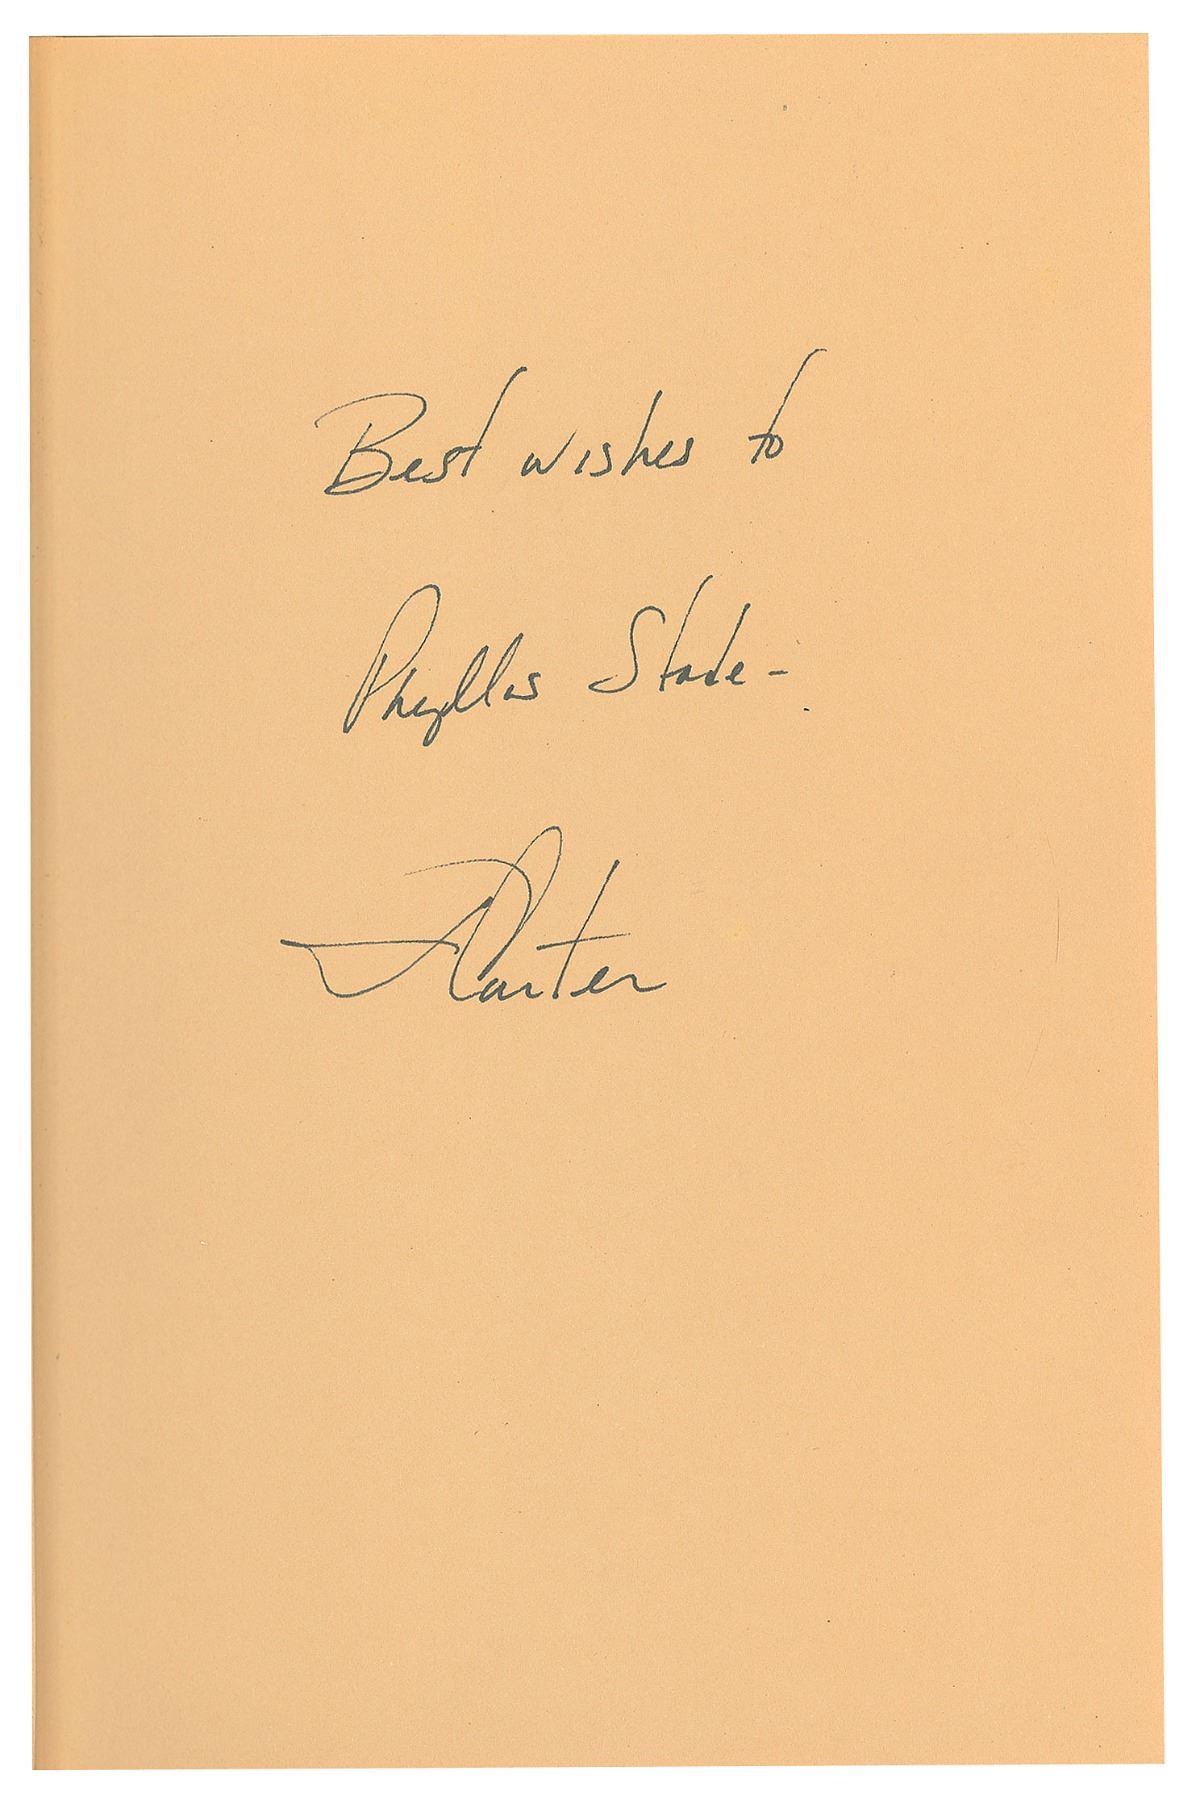 Best wishes to
Phyllis Stade -
J Carter